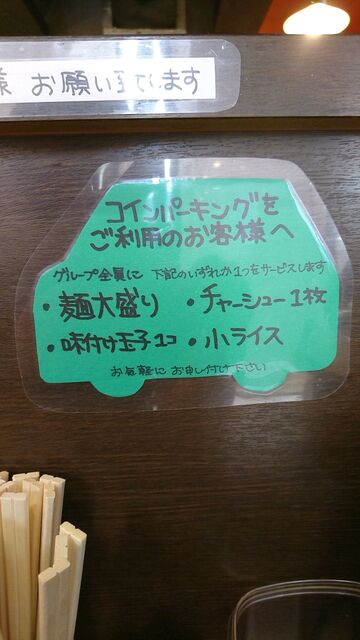 様 お願い致します
コインパーキングを
ご利用のお客様へ
グループ全員に 下記のいずれか1つをサービスします
・麺大盛り ・チャーシュー1枚
・味付け玉子1コ ・小ライス
お気軽に お申し付け下さい